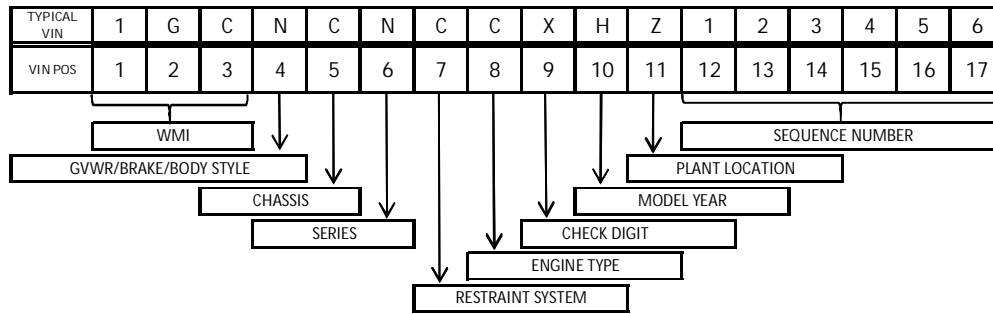 TYPICAL VIN 1 G C N C N C C X H Z 1 2 3 4 5 6
VIN POS 1 2 3 4 5 6 7 8 9 10 11 12 13 14 15 16 17
WMI SEQUENCE NUMBER
GVWR/BRAKE/BODY STYLE PLANT LOCATION
CHASSIS MODEL YEAR
SERIES CHECK DIGIT
ENGINE TYPE
RESTRAINT SYSTEM